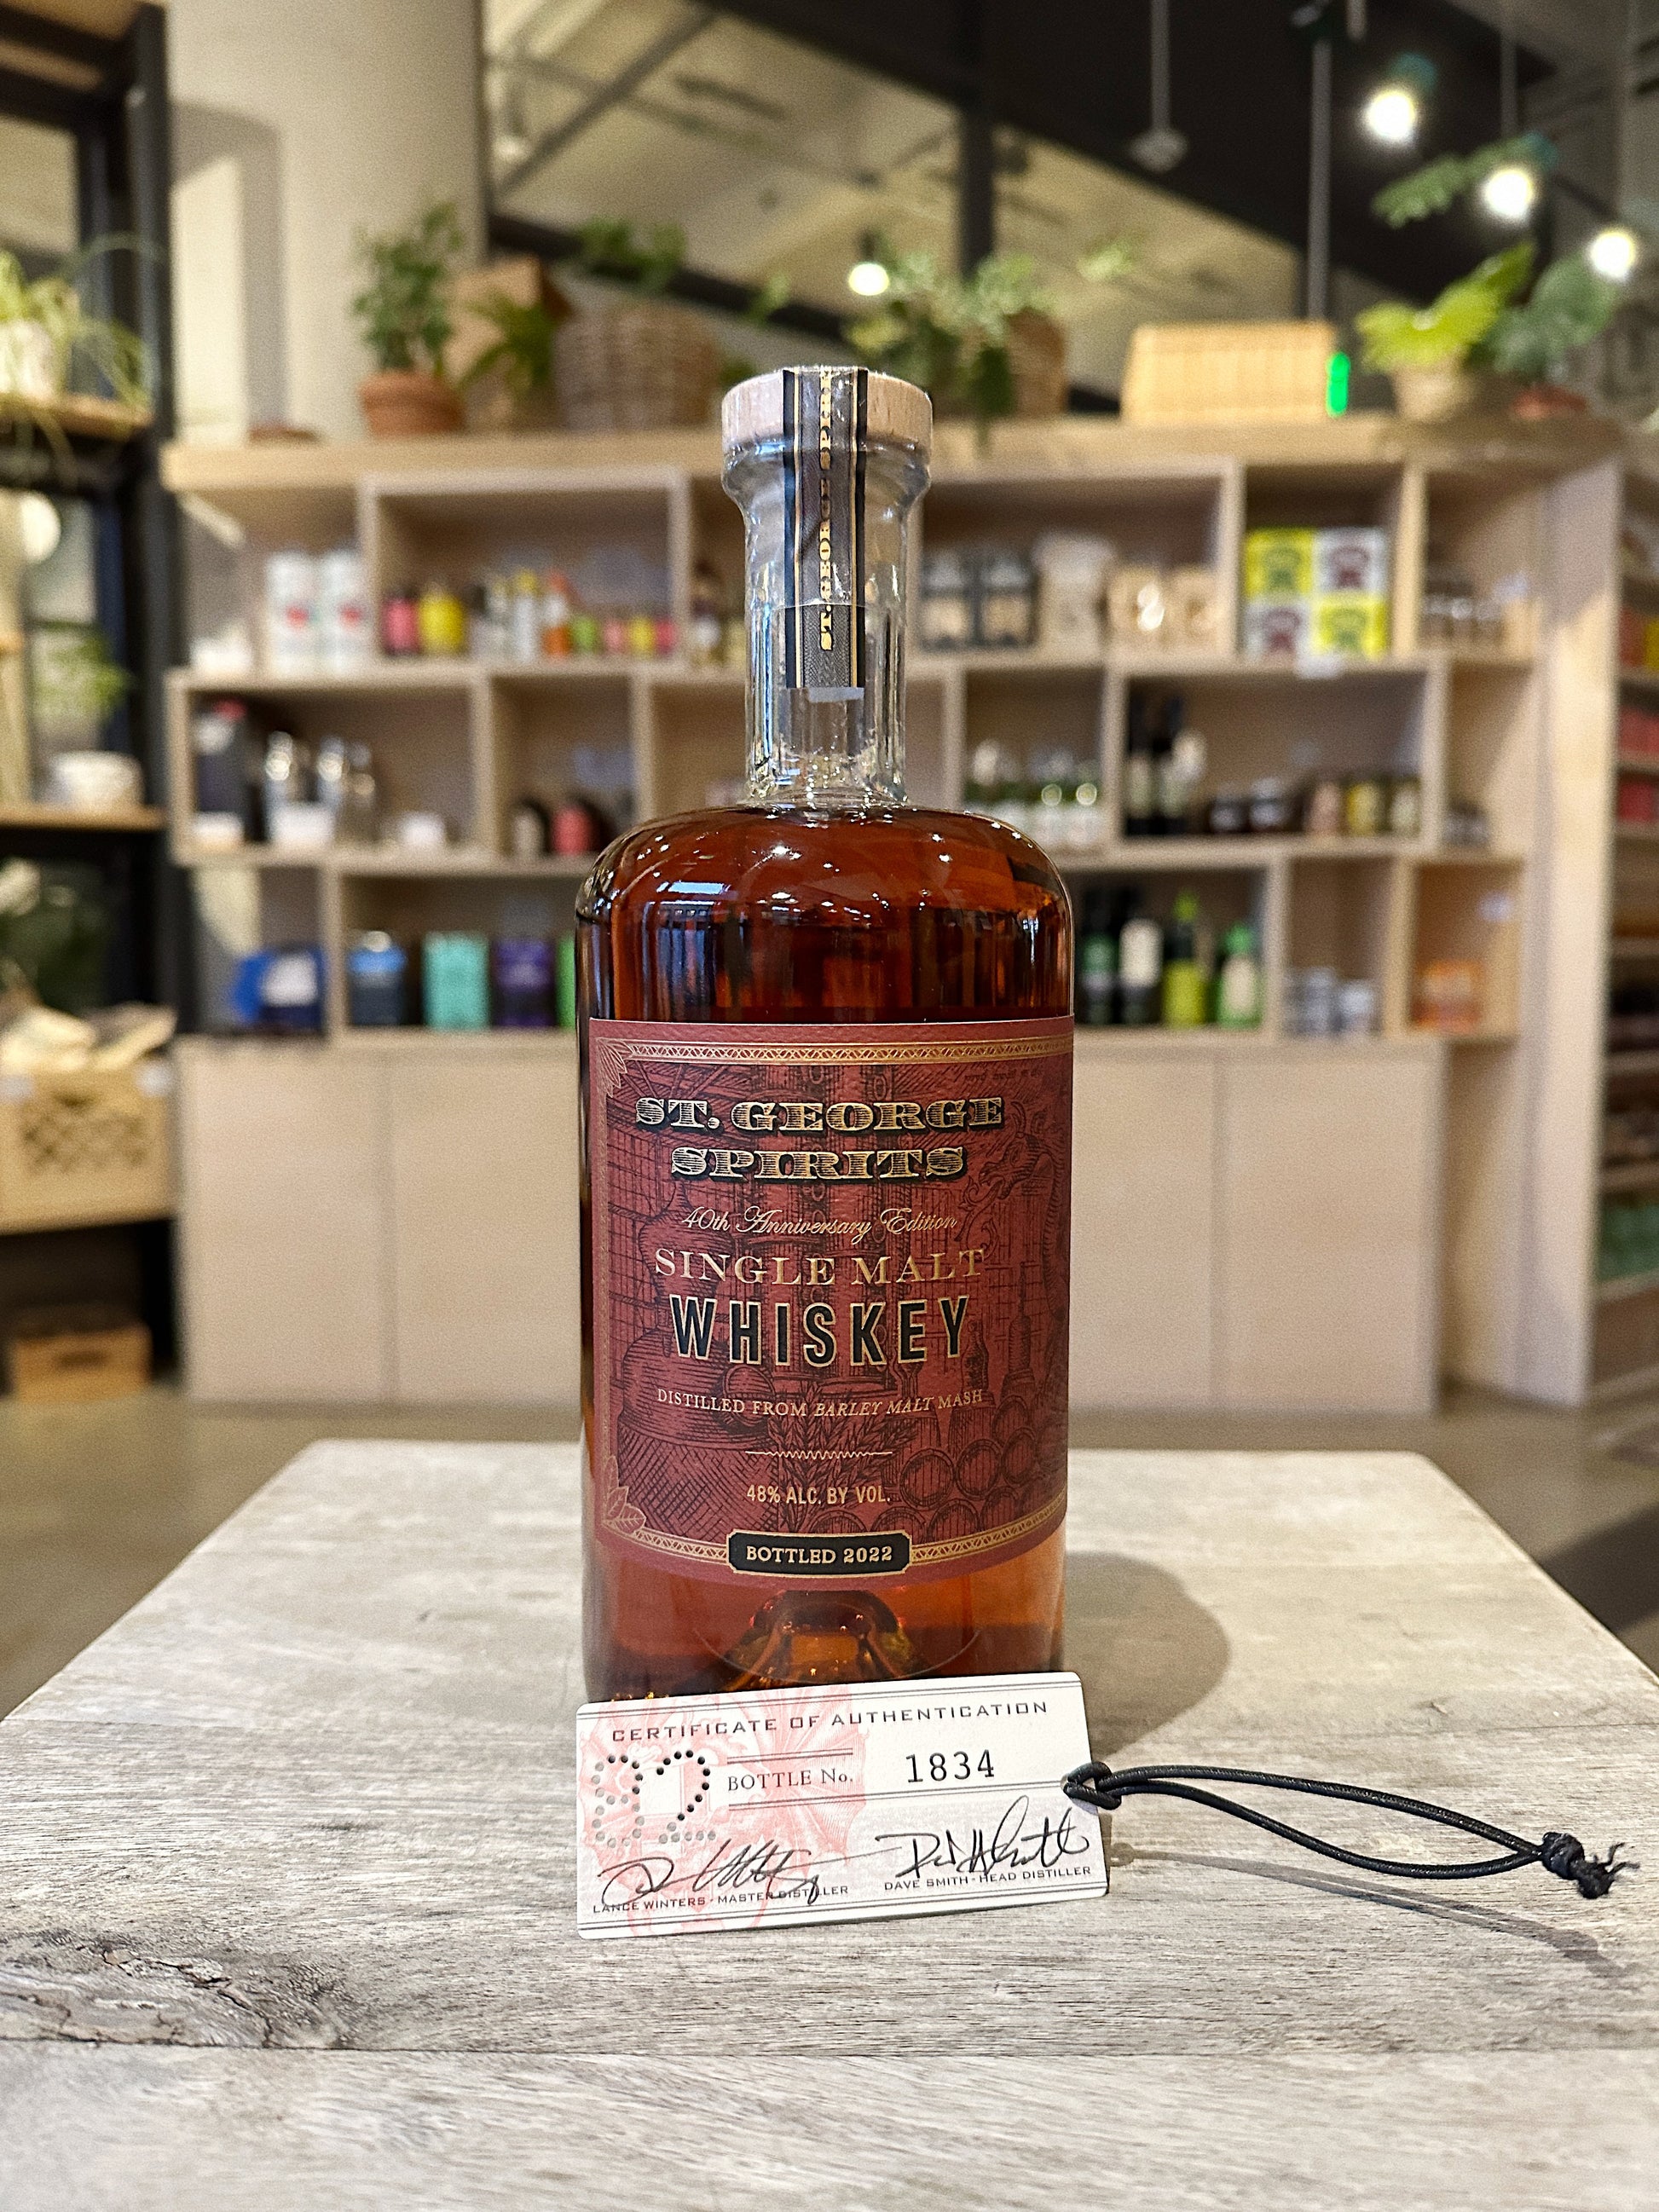 ST. GEORGE SPIRITS
ST. GEORGE
SPIRITS
40th Anniversary Edition
SINGLE MALT
WHISKEY
DISTILLED FROM BARLEY MALT MASH
48% ALC. BY VOL.
BOTTLED 2022
CERTIFICATE OF AUTHENTICATION
82
BOTTLE No. 1834
LANCE WINTERS - MASTER DISTILLER
DAVE SMITH - HEAD DISTILLER